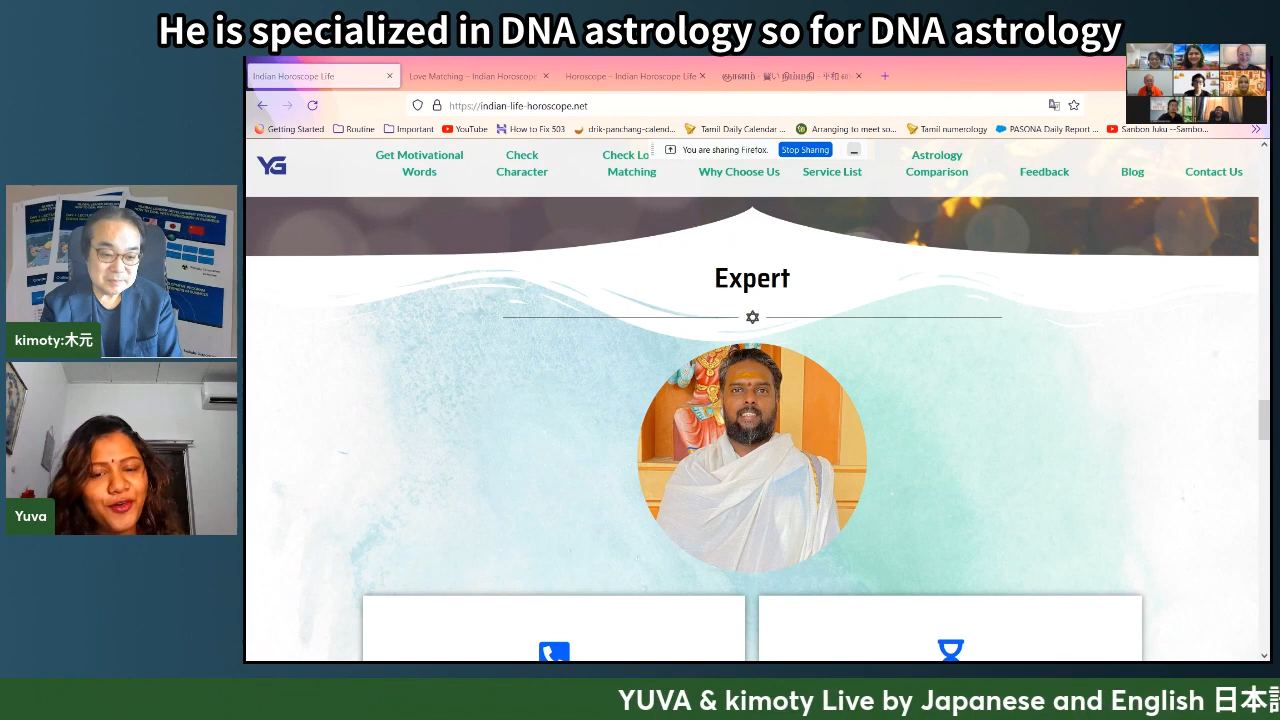 He is specialized in DNA astrology so for DNA astrology
Indian Horoscope Life
Love Matching – Indian Horoscope
Horoscope – Indian Horoscope Life
https://indian-life-horoscope.net
Getting Started
Routine
Important
YouTube
How to Fix 503
drik-panchang-calend...
Tamil Daily Calendar ...
Arranging to meet so...
Tamil numerology
PASONA Daily Report ...
Sanbon Juku --Sambo...
You are sharing Firefox.
Stop Sharing
YG
Get Motivational
Words
Check
Character
Check Lo
Matching
Why Choose Us
Service List
Astrology
Comparison
Feedback
Blog
Contact Us
Expert
kimoty:木元
Yuva
YUVA & kimoty Live by Japanese and English 日本語